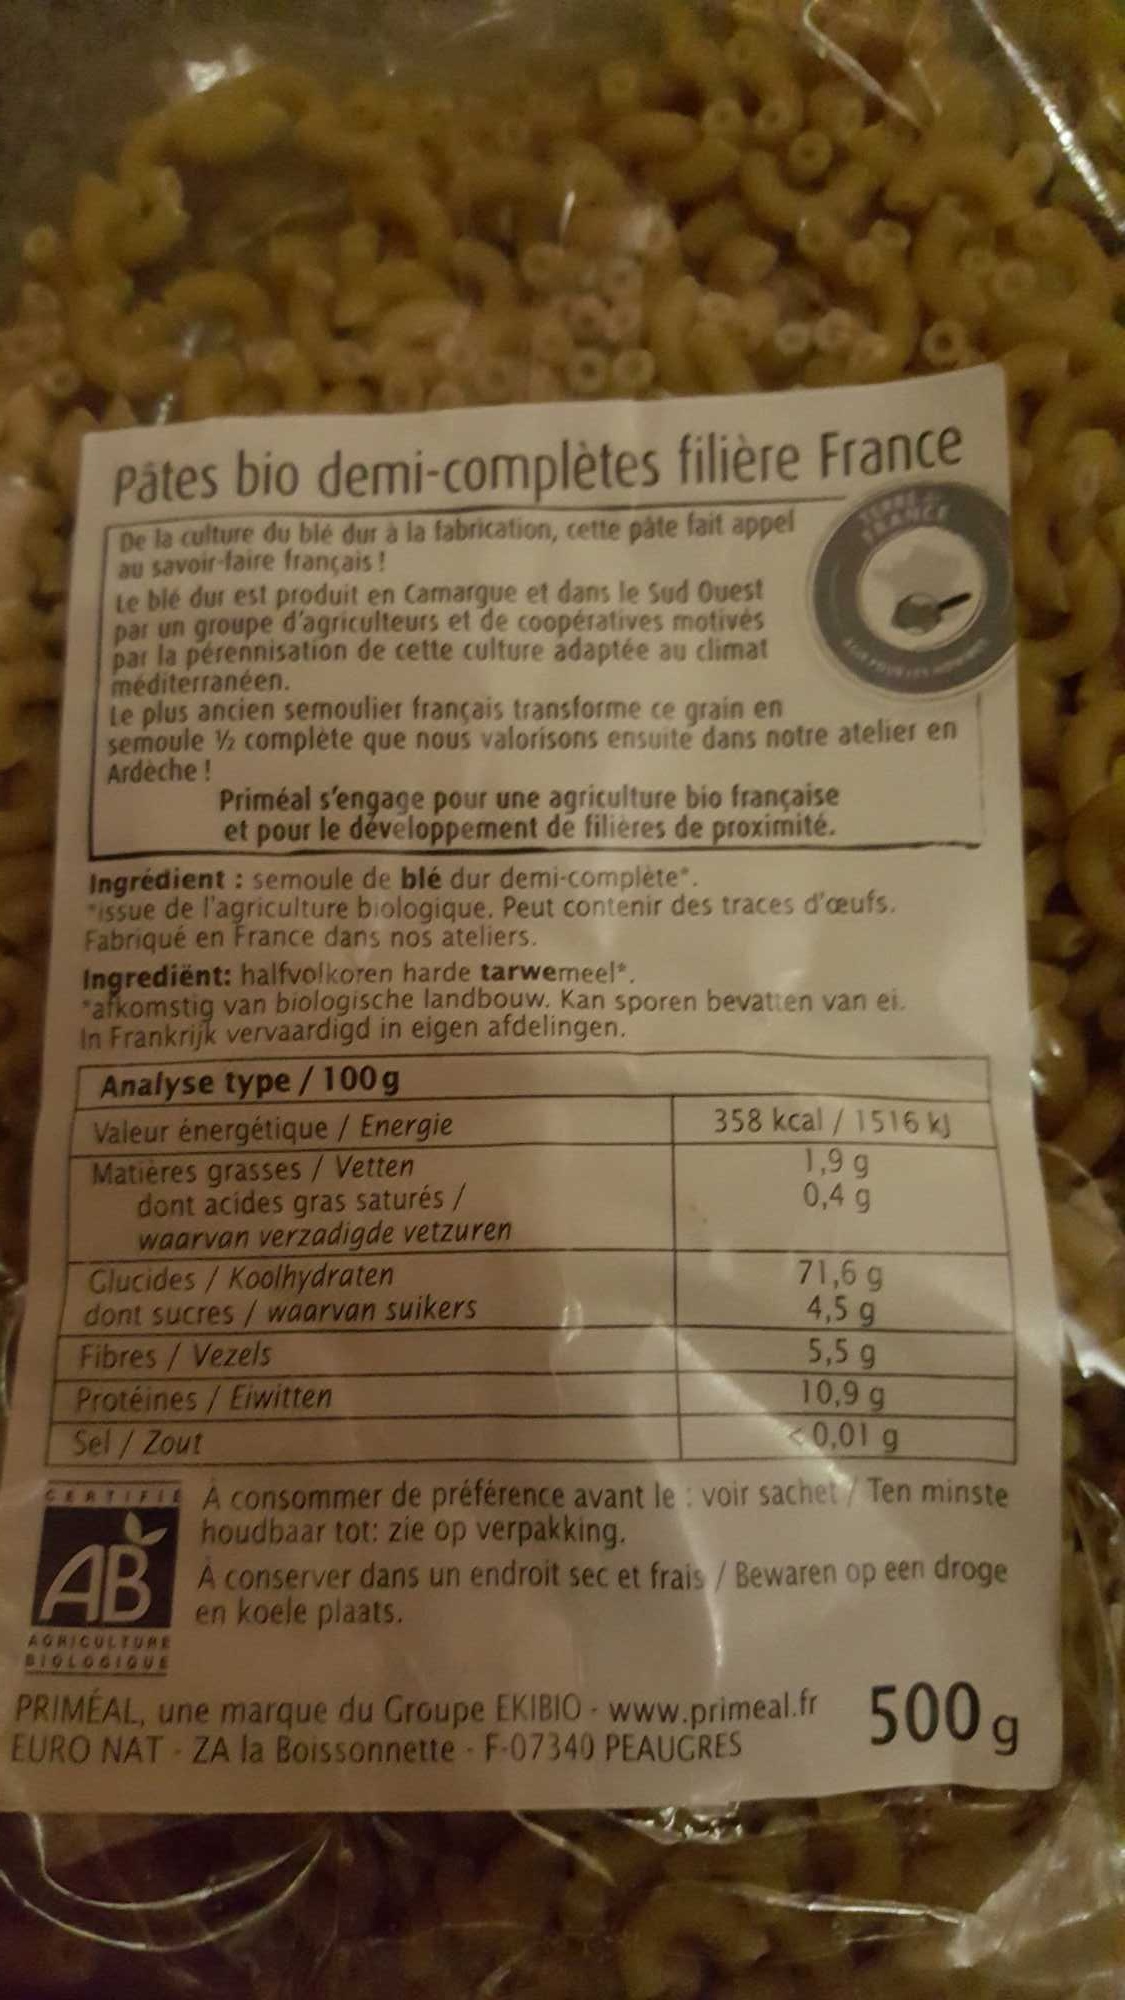 Pâtes bio demi-complètes filière France
De la culture du blé dur à la fabrication, cette pâte fait appel
au savoir-faire français !
Le blé dur est produit en Camargue et dans le Sud Ouest
par un groupe d'agriculteurs et de coopératives motivés
par la pérennisation de cette culture adaptée au climat
méditerranéen.
Le plus ancien semoulier français transforme ce grain en
semoule ½ complète que nous valorisons ensuite dans notre atelier en
Ardèche !
Priméal s'engage pour une agriculture bio française
et pour le développement de filières de proximité.
FRANCE
Ingrédient : semoule de blé dur demi-complète*.
*issue de l'agriculture biologique. Peut contenir des traces d'œufs.
Fabriqué en France dans nos ateliers.
Ingrediënt: halfvolkoren harde tarwemeel*.
*afkomstig van biologische landbouw. Kan sporen bevatten van ei.
In Frankrijk vervaardigd in eigen afdelingen.
Analyse type / 100 g
Valeur énergétique / Energie 358 kcal / 1516 kJ
Matières grasses / Vetten 1,9 g
dont acides gras saturés / 0,4 g
waarvan verzadigde vetzuren
Glucides / Koolhydraten 71,6 g
dont sucres / waarvan suikers 4,5 g
Fibres / Vezels 5,5 g
Protéines / Eiwitten 10,9 g
Sel / Zout <0,01 g
CERTIFIÉ
AB
AGRICULTURE
BIOLOGIQUE
À consommer de préférence avant le : voir sachet / Ten minste
houdbaar tot: zie op verpakking.
À conserver dans un endroit sec et frais / Bewaren op een droge
en koele plaats.
PRIMÉAL, une marque du Groupe EKIBIO - www.primeal.fr
EURO NAT - ZA la Boissonnette - F-07340 PEAUGRES
500 g